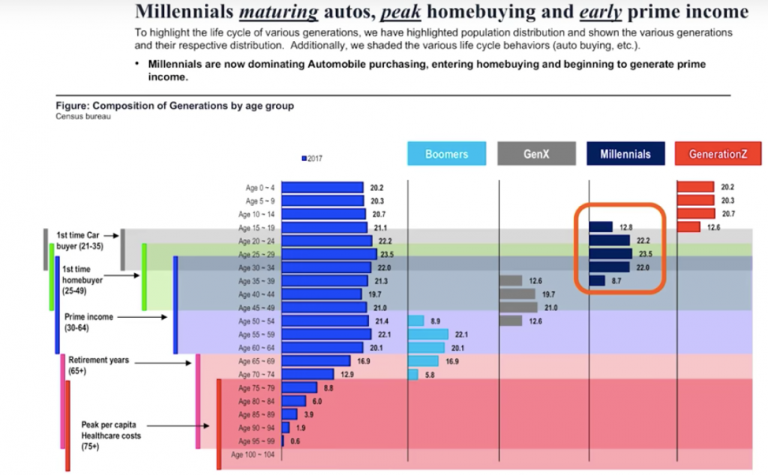 Millennials maturing autos, peak homebuying and early prime income
To highlight the life cycle of various generations, we have highlighted population distribution and shown the various generations
and their respective distribution. Additionally, we shaded the various life cycle behaviors (auto buying, etc.).
• Millennials are now dominating Automobile purchasing, entering homebuying and beginning to generate prime
income.
Figure: Composition of Generations by age group
Census bureau
2017
Boomers
GenX
Millennials
GenerationZ
Age 0 – 4 20.2 20.2
Age 5 – 9 20.3 20.3
Age 10 – 14 20.7 20.7
Age 15 – 19 21.1 12.8 12.6
Age 20 – 24 22.2 22.2
Age 25 – 29 23.5 23.5
Age 30 – 34 22.0 22.0
Age 35 – 39 21.3 12.6 8.7
Age 40 – 44 19.7 19.7
Age 45 – 49 21.0 21.0
Age 50 – 54 21.4 8.9 12.6
Age 55 – 59 22.1 22.1
Age 60 – 64 20.1 20.1
Age 65 – 69 16.9 16.9
Age 70 – 74 12.9 5.8
Age 75 – 79 8.8
Age 80 – 84 6.0
Age 85 – 89 3.9
Age 90 – 94 1.9
Age 95 – 99 0.6
Age 100 – 104
1st time Car
buyer (21-35)
1st time
homebuyer
(25-49)
Prime income
(30-64)
Retirement years
(65+)
Peak per capita
Healthcare costs
(75+)